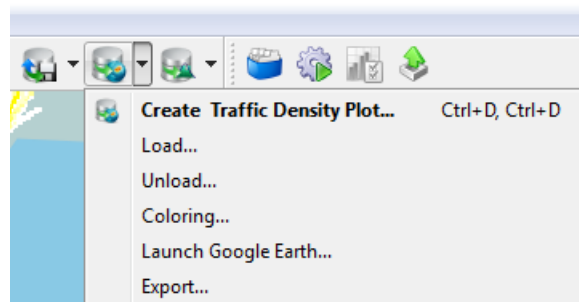 Create Traffic Density Plot... Ctrl+D, Ctrl+D
Load...
Unload...
Coloring...
Launch Google Earth...
Export...